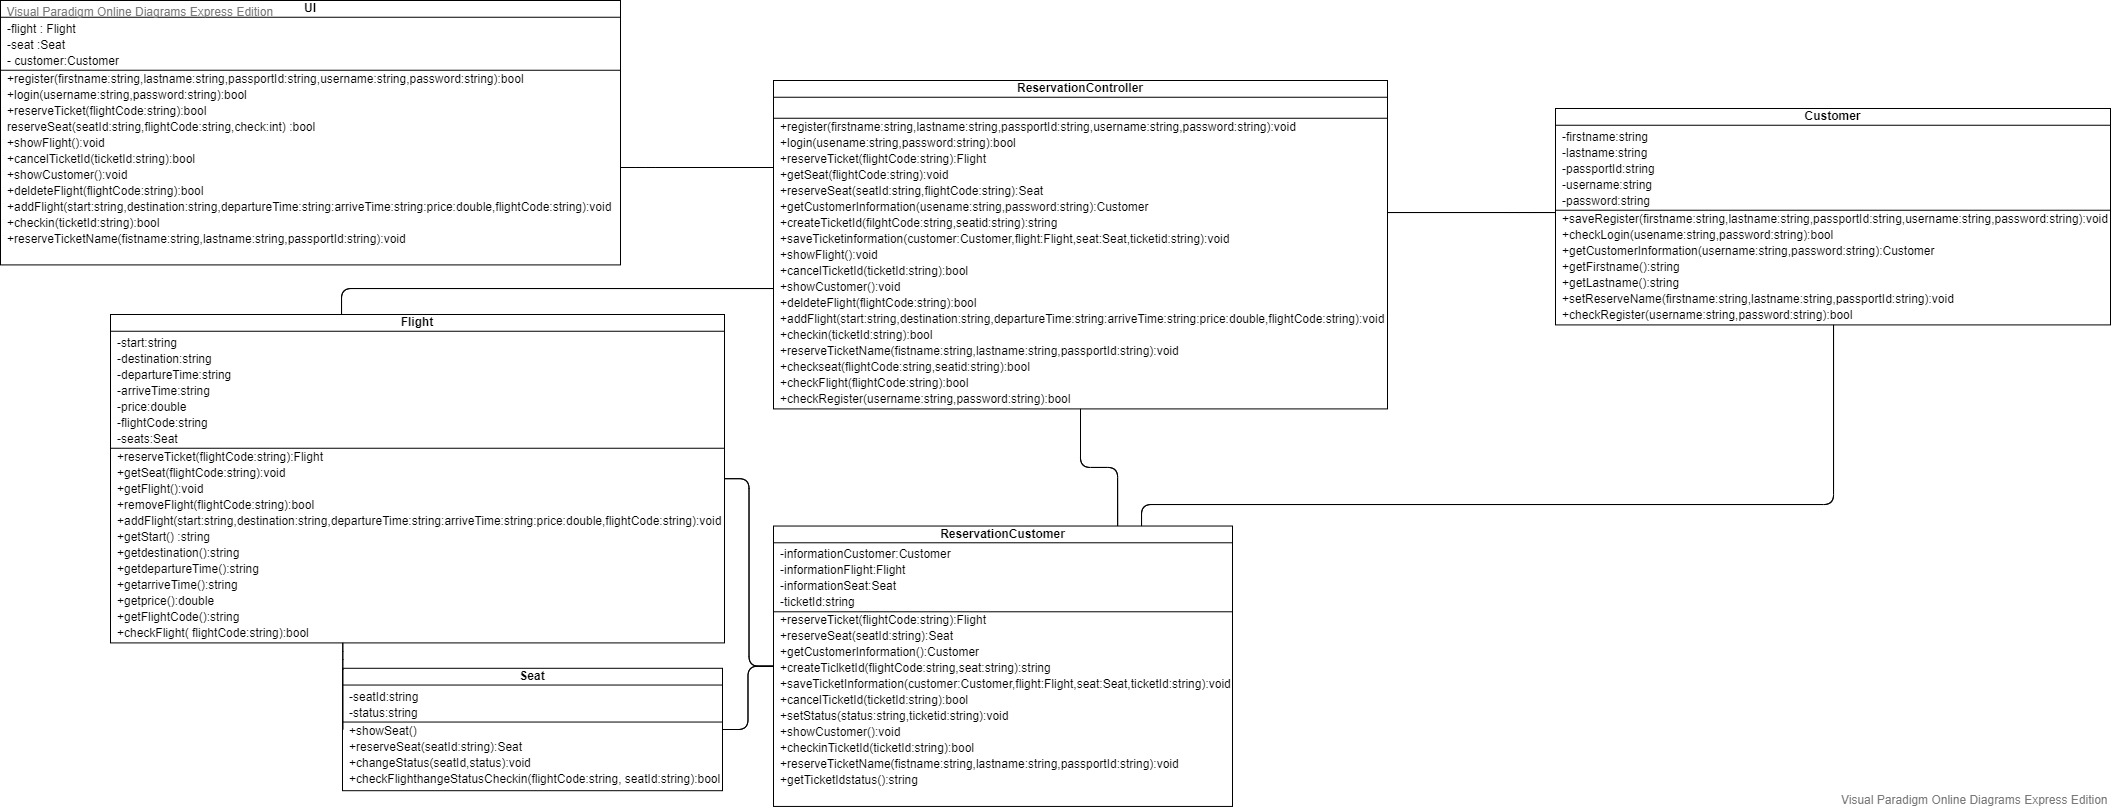 Visual Paradigm Online Diagrams Express Edition
UI
-flight : Flight
-seat :Seat
- customer:Customer
+register(firstname:string,lastname:string,passportId:string,username:string,password:string):bool
+login(username:string,password:string):bool
+reserveTicket(flightCode:string):bool
reserveSeat(seatId:string,flightCode:string,check:int) :bool
+showFlight():void
+cancelTicketId(ticketId:string):bool
+showCustomer():void
+deldeteFlight(flightCode:string):bool
+addFlight(start:string,destination:string,departureTime:string:arriveTime:string:price:double,flightCode:string):void
+checkin(ticketId:string):bool
+reserveTicketName(fistname:string,lastname:string,passportId:string):void
ReservationController
+register(firstname:string,lastname:string,passportId:string,username:string,password:string):void
+login(usename:string,password:string):bool
+reserveTicket(flightCode:string):Flight
+getSeat(flightCode:string):void
+reserveSeat(seatId:string,flightCode:string):Seat
+getCustomerInformation(usename:string,password:string):Customer
+createTicketId(filghtCode:string,seatid:string):string
+saveTicketinformation(customer:Customer,flight:Flight,seat:Seat,ticketid:string):void
+showFlight():void
+cancelTicketId(ticketId:string):bool
+showCustomer():void
+deldeteFlight(flightCode:string):bool
+addFlight(start:string,destination:string,departureTime:string:arriveTime:string:price:double,flightCode:string):void
+checkin(ticketId:string):bool
+reserveTicketName(fistname:string,lastname:string,passportId:string):void
+checkseat(flightCode:string,seatid:string):bool
+checkFlight(flightCode:string):bool
+checkRegister(username:string,password:string):bool
Customer
-firstname:string
-lastname:string
-passportId:string
-username:string
-password:string
+saveRegister(firstname:string,lastname:string,passportId:string,username:string,password:string):void
+checkLogin(usename:string,password:string):bool
+getCustomerInformation(username:string,password:string):Customer
+getFirstname():string
+getLastname():string
+setReserveName(firstname:string,lastname:string,passportId:string):void
+checkRegister(username:string,password:string):bool
Flight
-start:string
-destination:string
-departureTime:string
-arriveTime:string
-price:double
-flightCode:string
-seats:Seat
+reserveTicket(flightCode:string):Flight
+getSeat(flightCode:string):void
+getFlight():void
+removeFlight(flightCode:string):bool
+addFlight(start:string,destination:string,departureTime:string:arriveTime:string:price:double,flightCode:string):void
+getStart() :string
+getdestination():string
+getdepartureTime():string
+getarriveTime():string
+getprice():double
+getFlightCode():string
+checkFlight( flightCode:string):bool
Seat
-seatId:string
-status:string
+showSeat()
+reserveSeat(seatId:string):Seat
+changeStatus(seatId,status):void
+checkFlighthangeStatusCheckin(flightCode:string, seatId:string):bool
ReservationCustomer
-informationCustomer:Customer
-informationFlight:Flight
-informationSeat:Seat
-ticketId:string
+reserveTicket(flightCode:string):Flight
+reserveSeat(seatId:string):Seat
+getCustomerInformation():Customer
+createTiclketId(flightCode:string,seat:string):string
+saveTicketInformation(customer:Customer,flight:Flight,seat:Seat,ticketId:string):void
+cancelTicketId(ticketId:string):bool
+setStatus(status:string,ticketid:string):void
+showCustomer():void
+checkinTicketId(ticketId:string):bool
+reserveTicketName(fistname:string,lastname:string,passportId:string):void
+getTicketIdstatus():string
Visual Paradigm Online Diagrams Express Edition